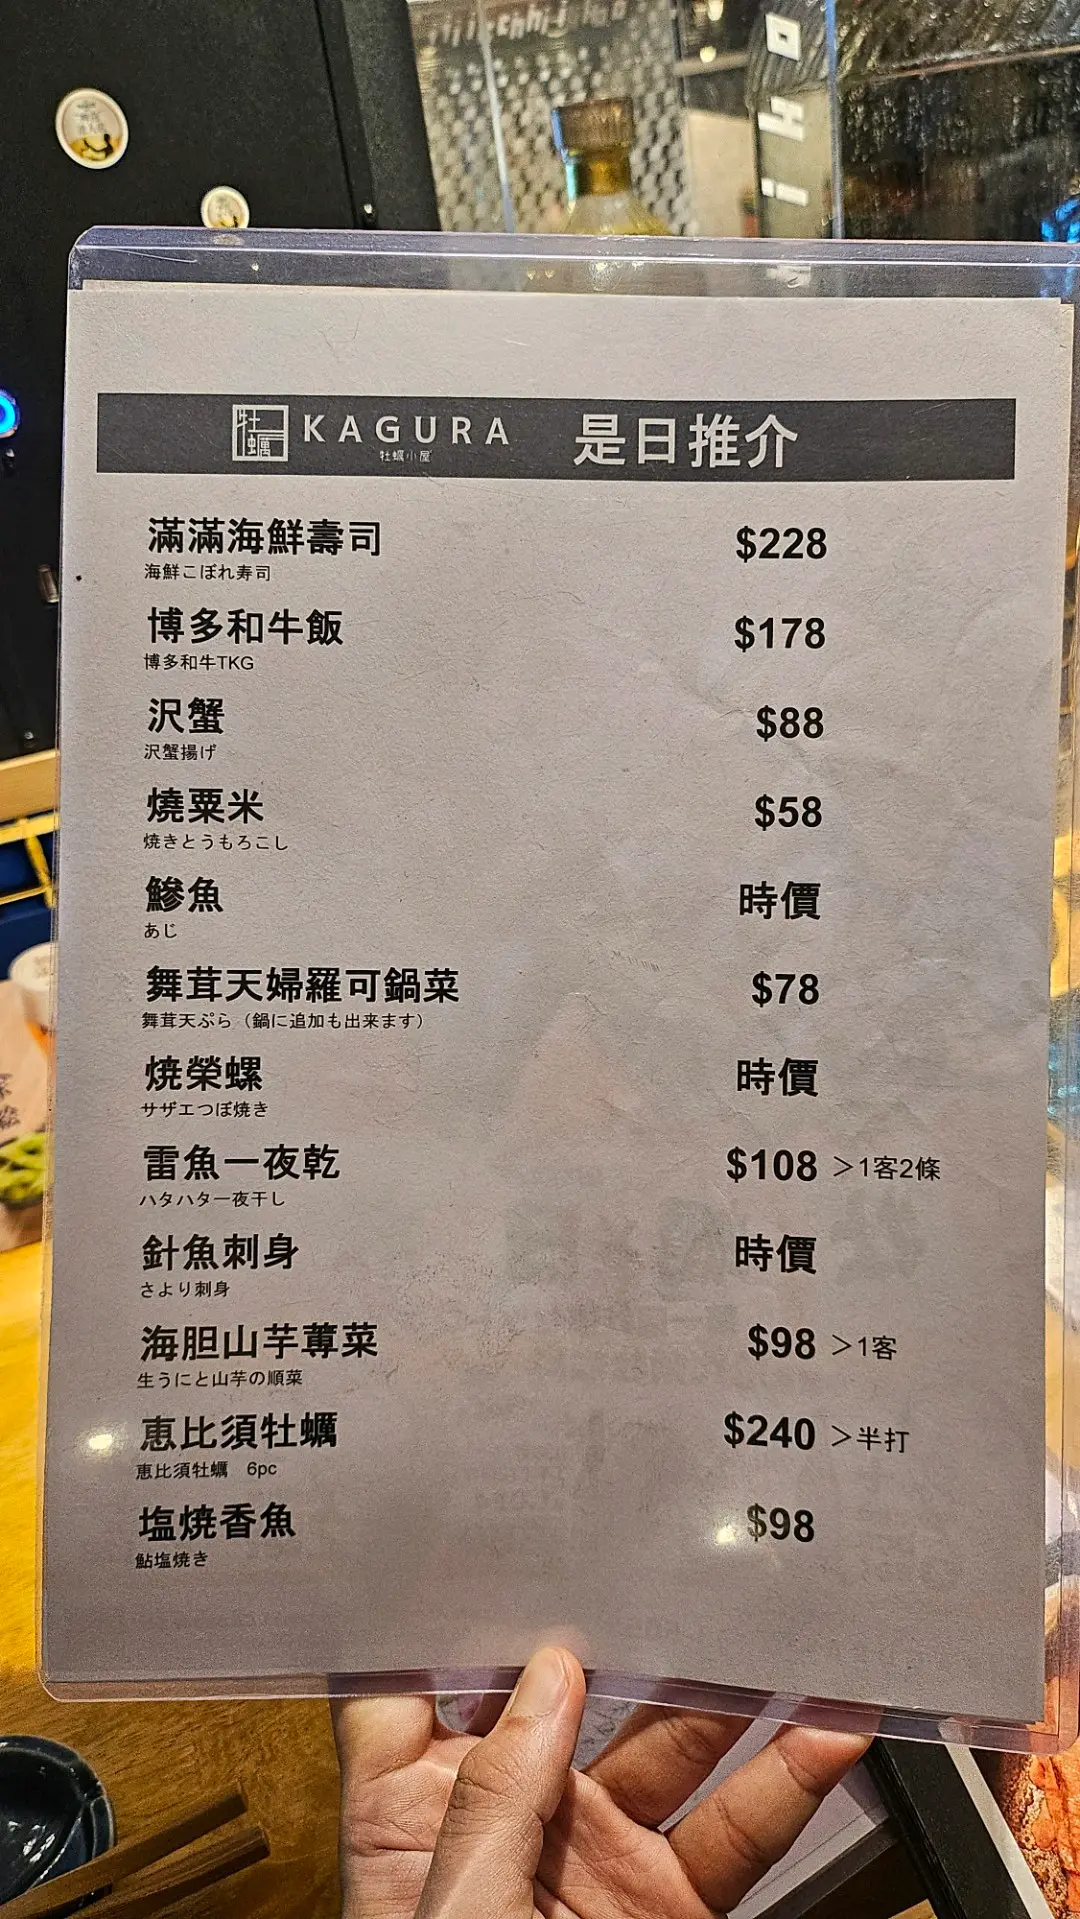 牡蠣 KAGURA 是日推介
牡蠣小屋
滿滿海鮮壽司 $228
海鮮こぼれ寿司
博多和牛飯 $178
博多和牛TKG
沢蟹 $88
沢蟹揚げ
燒粟米 $58
焼きとうもろこし
鰺魚 時價
あじ
舞茸天婦羅可鍋菜 $78
舞茸天ぷら（鍋に追加も出来ます）
焼榮螺 時價
サザエつぼ焼き
雷魚一夜乾 $108 >1客2條
ハタハタ一夜干し
針魚刺身 時價
さより刺身
海胆山芋蓴菜 $98 >1客
生うにと山芋の順菜
恵比須牡蠣 $240 >半打
恵比須牡蠣 6pc
塩焼香魚 $98
鮎塩焼き